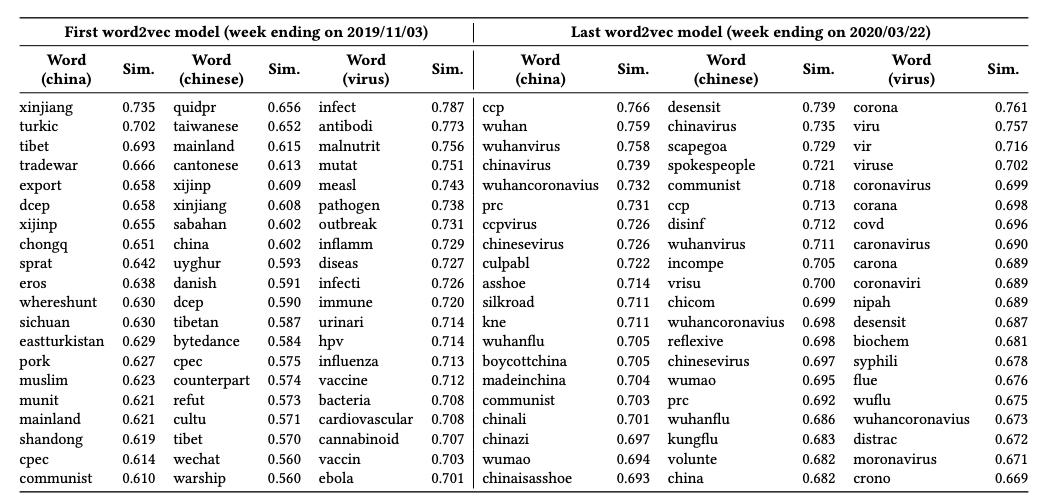 First word2vec model (week ending on 2019/11/03) Last word2vec model (week ending on 2020/03/22)
Word (china) Sim. Word (chinese) Sim. Word (virus) Sim. Word (china) Sim. Word (chinese) Sim. Word (virus) Sim.
xinjiang 0.735 quidpr 0.656 infect 0.787 ccp 0.766 desensit 0.739 corona 0.761
turkic 0.702 taiwanese 0.652 antibodi 0.773 wuhan 0.759 chinavirus 0.735 viru 0.757
tibet 0.693 mainland 0.615 malnutrit 0.756 wuhanvirus 0.758 scapegoa 0.729 vir 0.716
tradewar 0.666 cantonese 0.613 mutat 0.751 chinavirus 0.739 spokespeople 0.721 viruse 0.702
export 0.658 xijinp 0.609 measl 0.743 wuhancoronavius 0.732 communist 0.718 coronavirus 0.699
dcep 0.658 xinjiang 0.608 pathogen 0.738 prc 0.731 ccp 0.713 corana 0.698
xijinp 0.655 sabahan 0.602 outbreak 0.731 ccpvirus 0.726 disinf 0.712 covd 0.696
chongq 0.651 china 0.602 inflamm 0.729 chinesevirus 0.726 wuhanvirus 0.711 caronavirus 0.690
sprat 0.642 uyghur 0.593 diseas 0.727 culpabl 0.722 incompe 0.705 carona 0.689
eros 0.638 danish 0.591 infecti 0.726 asshoe 0.714 vrisu 0.700 coronaviri 0.689
whereshunt 0.630 dcep 0.590 immune 0.720 silkroad 0.711 chicom 0.699 nipah 0.689
sichuan 0.630 tibetan 0.587 urinari 0.714 kne 0.711 wuhancoronavius 0.698 desensit 0.687
eastturkistan 0.629 bytedance 0.584 hpv 0.714 wuhanflu 0.705 reflexive 0.698 biochem 0.681
pork 0.627 cpec 0.575 influenza 0.713 boycottchina 0.705 chinesevirus 0.697 syphili 0.678
muslim 0.623 counterpart 0.574 vaccine 0.712 madeinchina 0.704 wumao 0.695 flue 0.676
munit 0.621 refut 0.573 bacteria 0.708 communist 0.703 prc 0.692 wuflu 0.675
mainland 0.621 cultu 0.571 cardiovascular 0.708 chinali 0.701 wuhanflu 0.686 wuhancoronavius 0.673
shandong 0.619 tibet 0.570 cannabinoid 0.707 chinazi 0.697 kungflu 0.683 distrac 0.672
cpec 0.614 wechat 0.560 vaccin 0.703 wumao 0.694 volunte 0.682 moronavirus 0.671
communist 0.610 warship 0.560 ebola 0.701 chinaisasshoe 0.693 china 0.682 crono 0.669